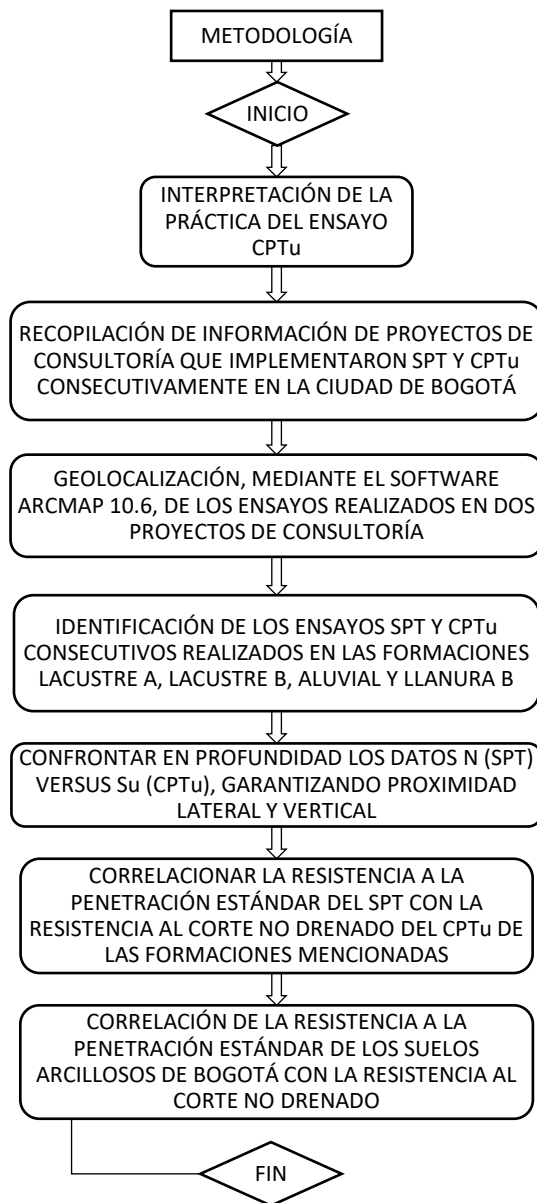 METODOLOGÍA
INICIO
INTERPRETACIÓN DE LA
PRÁCTICA DEL ENSAYO
CPTu
RECOPILACIÓN DE INFORMACIÓN DE PROYECTOS DE
CONSULTORÍA QUE IMPLEMENTARON SPT Y CPTu
CONSECUTIVAMENTE EN LA CIUDAD DE BOGOTÁ
GEOLOCALIZACIÓN, MEDIANTE EL SOFTWARE
ARCMAP 10.6, DE LOS ENSAYOS REALIZADOS EN DOS
PROYECTOS DE CONSULTORÍA
IDENTIFICACIÓN DE LOS ENSAYOS SPT Y CPTu
CONSECUTIVOS REALIZADOS EN LAS FORMACIONES
LACUSTRE A, LACUSTRE B, ALUVIAL Y LLANURA B
CONFRONTAR EN PROFUNDIDAD LOS DATOS N (SPT)
VERSUS Su (CPTu), GARANTIZANDO PROXIMIDAD
LATERAL Y VERTICAL
CORRELACIONAR LA RESISTENCIA A LA
PENETRACIÓN ESTÁNDAR DEL SPT CON LA
RESISTENCIA AL CORTE NO DRENADO DEL CPTu DE
LAS FORMACIONES MENCIONADAS
CORRELACIÓN DE LA RESISTENCIA A LA
PENETRACIÓN ESTÁNDAR DE LOS SUELOS
ARCILLOSOS DE BOGOTÁ CON LA RESISTENCIA AL
CORTE NO DRENADO
FIN